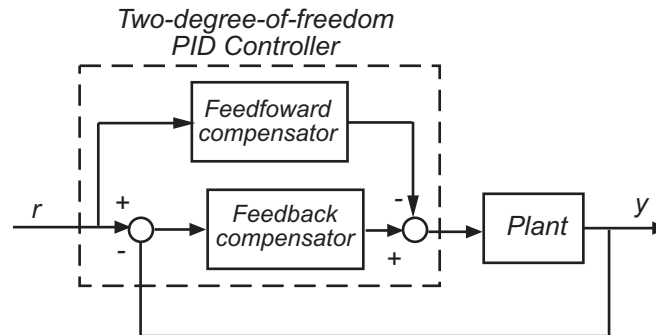 Two-degree-of-freedom
PID Controller
Feedfoward
compensator
+
-
r
Feedback
compensator
Plant
y
-
+